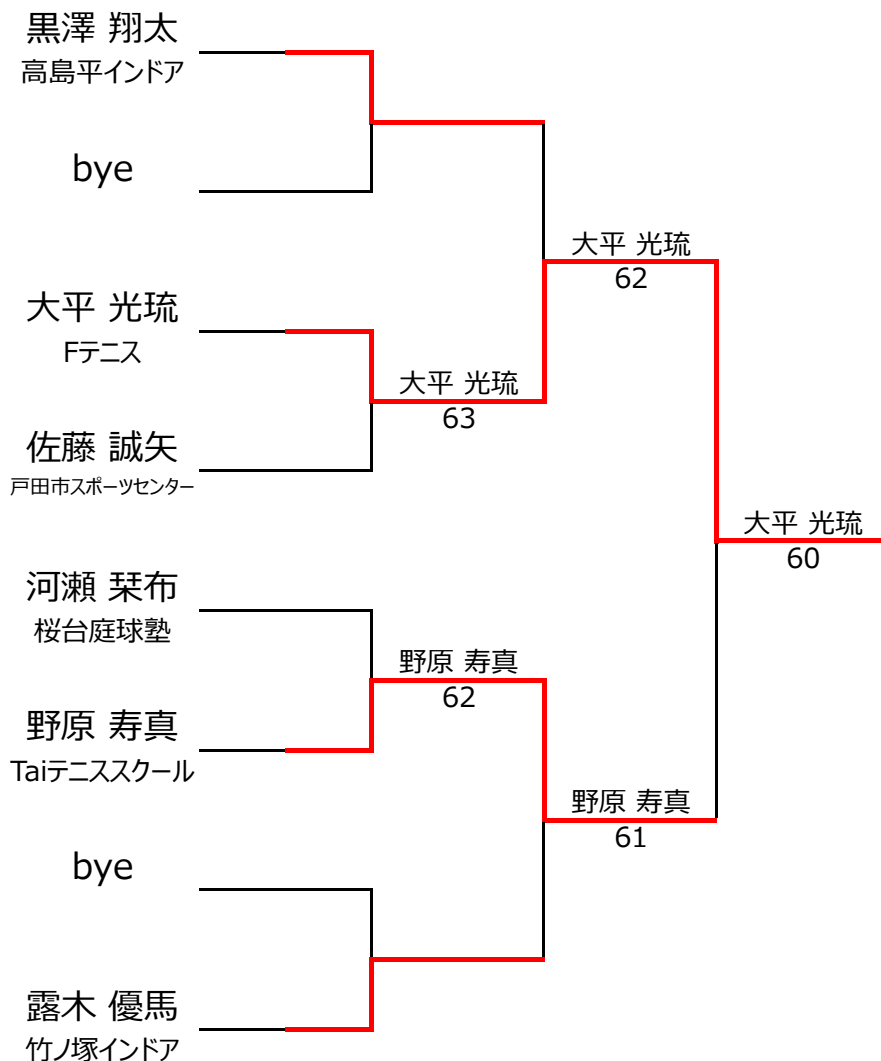 黒澤 翔太
高島平インドア
bye
大平 光琉
62
大平 光琉
Fテニス
大平 光琉
63
佐藤 誠矢
戸田市スポーツセンター
大平 光琉
60
河瀬 栞布
桜台庭球塾
野原 寿真
62
野原 寿真
Taiテニススクール
野原 寿真
61
bye
露木 優馬
竹ノ塚インドア